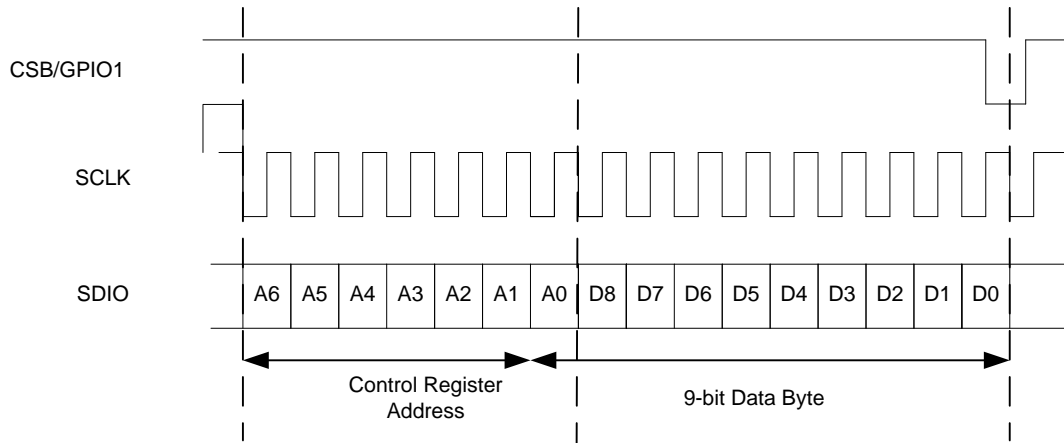 CSB/GPIO1
SCLK
SDIO
A6 A5 A4 A3 A2 A1 A0 D8 D7 D6 D5 D4 D3 D2 D1 D0
Control Register
Address
9-bit Data Byte